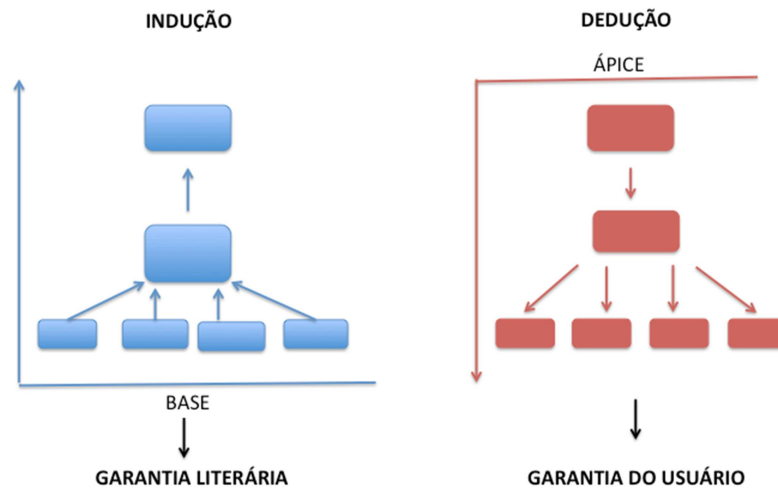 INDUÇÃO
DEDUÇÃO
ÁPICE
BASE
GARANTIA LITERÁRIA
GARANTIA DO USUÁRIO